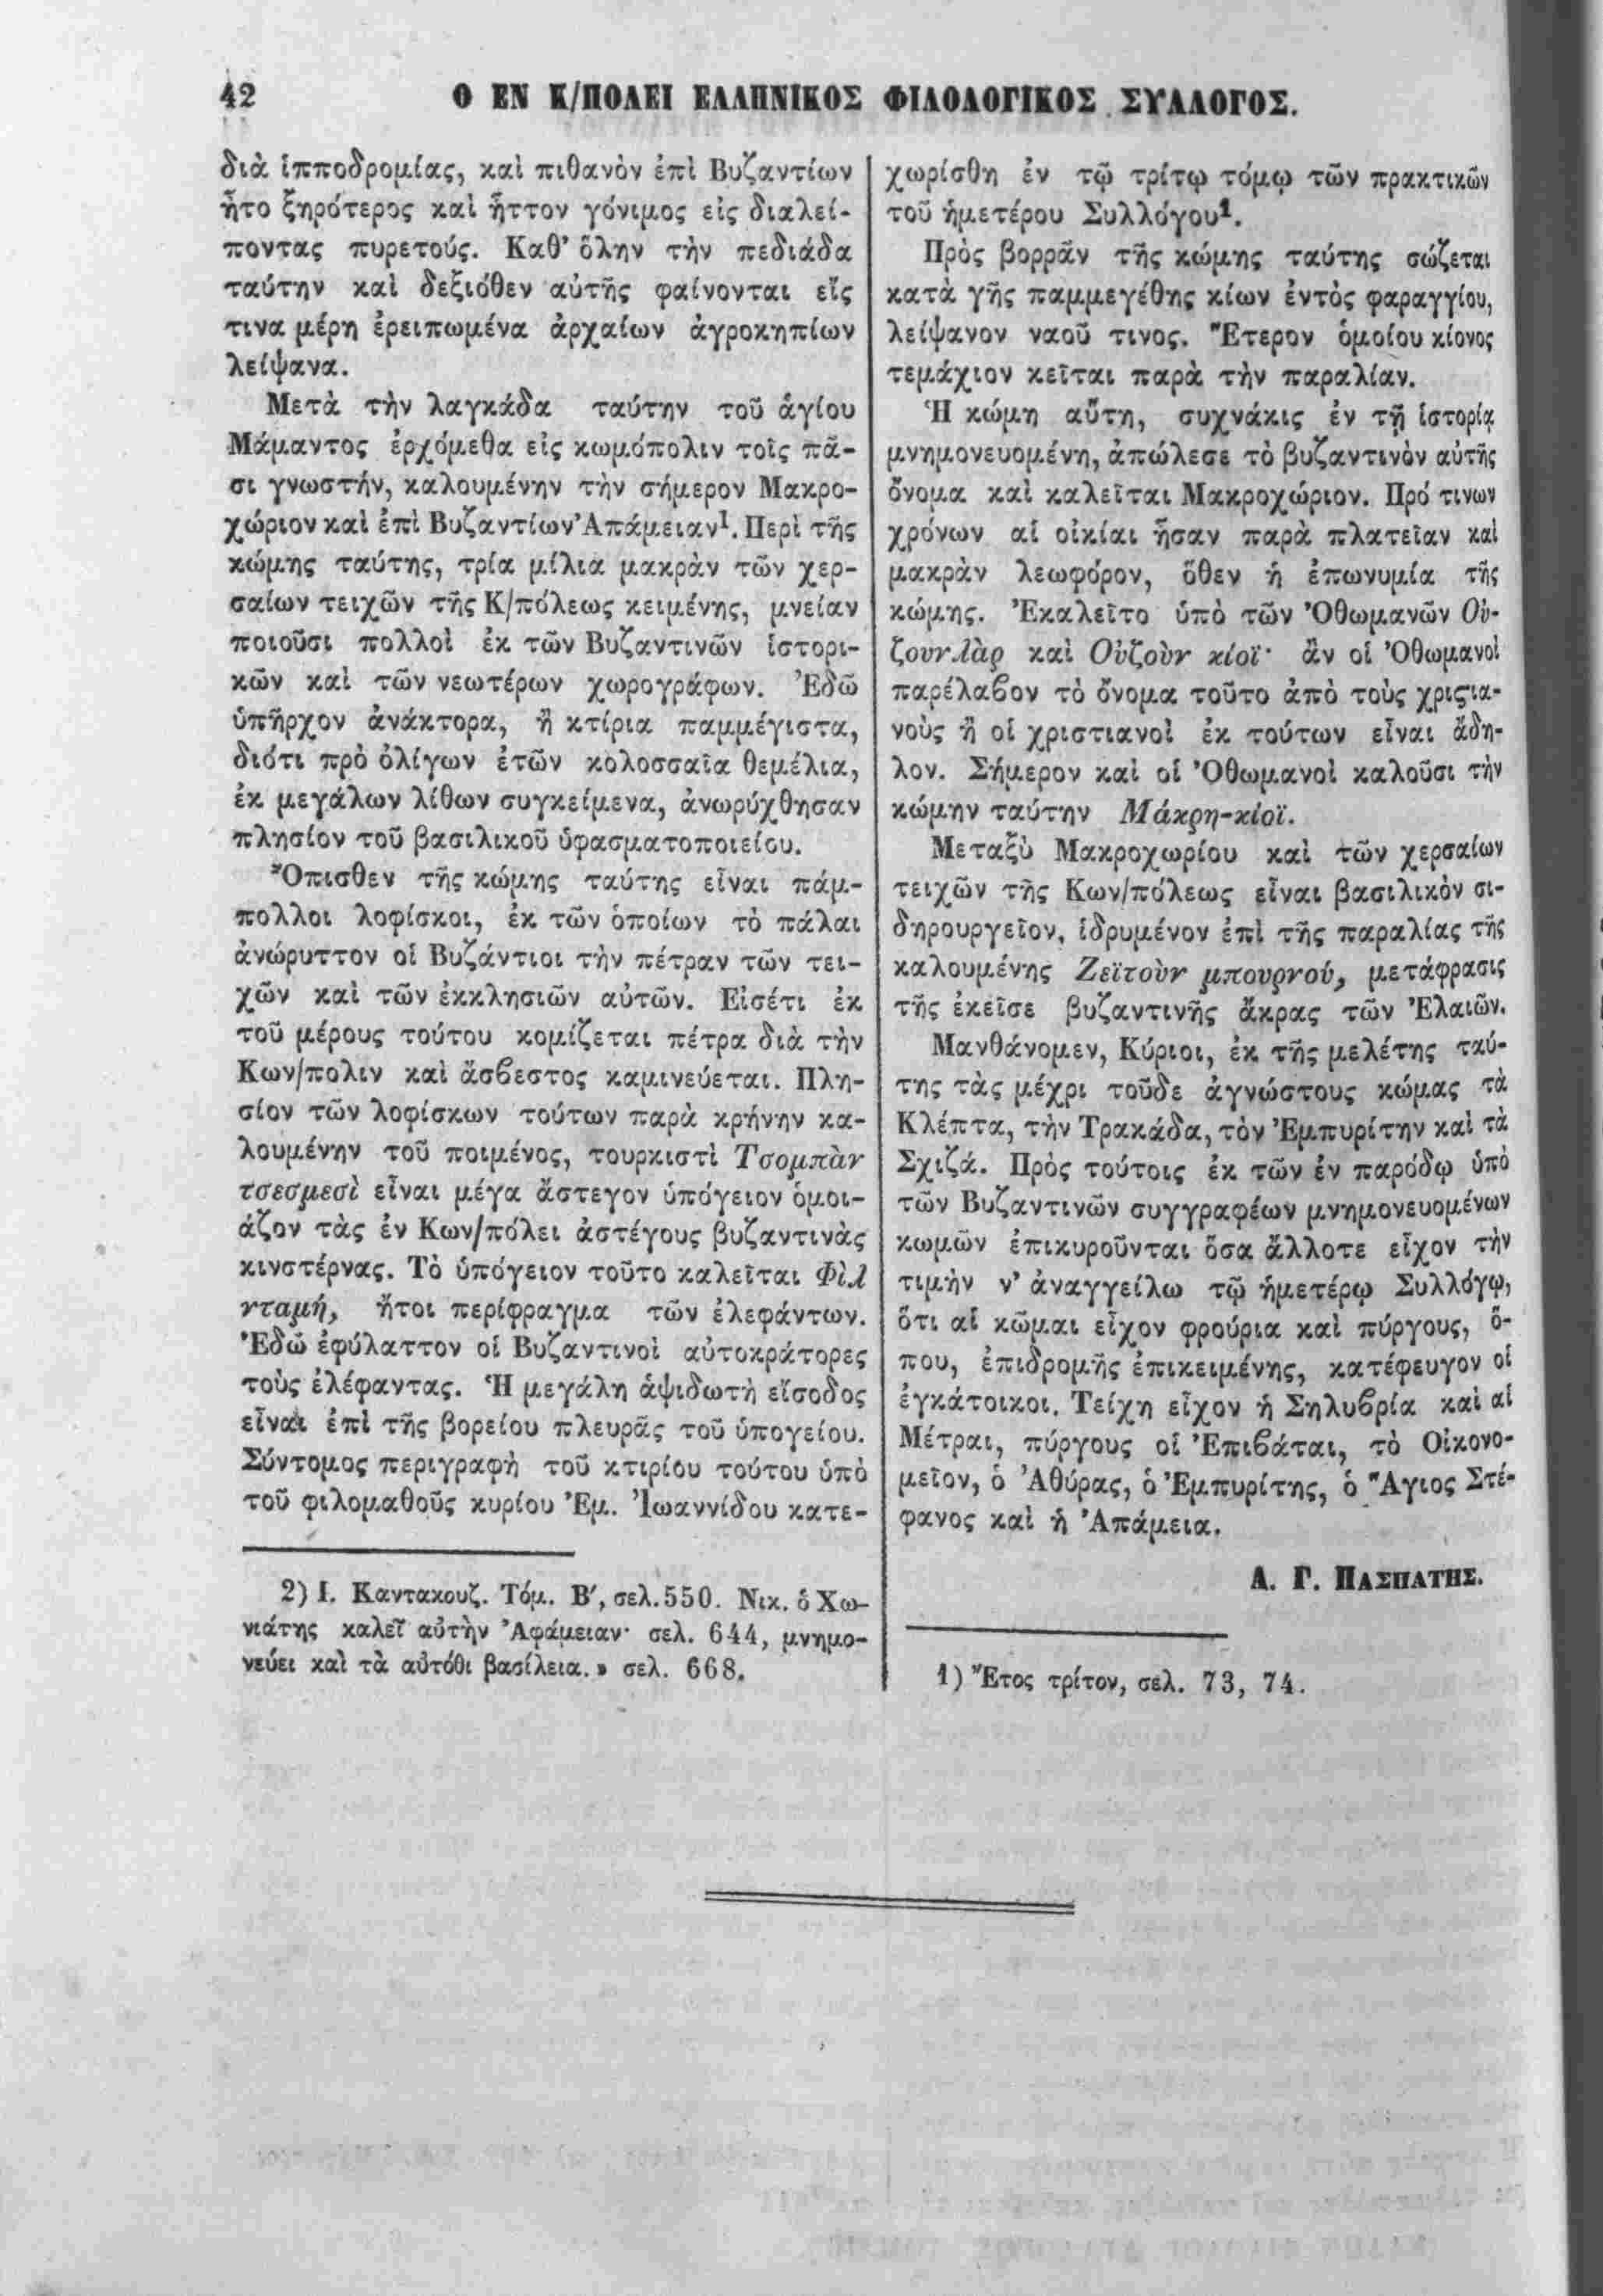 42
Ο ΕΝ Κ/ΠΟΛΕΙ ΕΛΛΗΝΙΚΟΣ ΦΙΛΟΛΟΓΙΚΟΣ ΣΥΛΛΟΓΟΣ.
διὰ ἱπποδρομίας, καὶ πιθανὸν ἐπὶ Βυζαντίων
ἦτο ξηρότερος καὶ ἧττον γόνιμος εἰς διαλεί-
ποντας πυρετούς. Καθ' ὅλην τὴν πεδιάδα
ταύτην καὶ δεξιόθεν αὐτῆς φαίνονται εἴς
τινα μέρη ἐρειπωμένα ἀρχαίων ἀγροκηπίων
λείψανα.
Μετὰ τὴν λαγκάδα ταύτην τοῦ ἁγίου
Μάμαντος ἐρχόμεθα εἰς κωμόπολιν τοῖς πᾶ-
σι γνωστήν, καλουμένην τὴν σήμερον Μακρο-
χώριον καὶ ἐπὶ Βυζαντίων Ἀπάμειαν¹. Περὶ τῆς
κώμης ταύτης, τρία μίλια μακρὰν τῶν χερ-
σαίων τειχῶν τῆς Κ/πόλεως κειμένης, μνείαν
ποιοῦσι πολλοὶ ἐκ τῶν Βυζαντινῶν ἱστορι-
κῶν καὶ τῶν νεωτέρων χωρογράφων. Ἐδῶ
ὑπῆρχον ἀνάκτορα, ἢ κτίρια παμμέγιστα,
διότι πρὸ ὀλίγων ἐτῶν κολοσσαῖα θεμέλια,
ἐκ μεγάλων λίθων συγκείμενα, ἀνωρύχθησαν
πλησίον τοῦ βασιλικοῦ ὑφασματοποιείου.
Ὄπισθεν τῆς κώμης ταύτης εἶναι πάμ-
πολλοι λοφίσκοι, ἐκ τῶν ὁποίων τὸ πάλαι
ἀνώρυττον οἱ Βυζάντιοι τὴν πέτραν τῶν τει-
χῶν καὶ τῶν ἐκκλησιῶν αὐτῶν. Εἰσέτι ἐκ
τοῦ μέρους τούτου κομίζεται πέτρα διὰ τὴν
Κων/πολιν καὶ ἄσβεστος καμινεύεται. Πλη-
σίον τῶν λοφίσκων τούτων παρὰ κρήνην κα-
λουμένην τοῦ ποιμένος, τουρκιστὶ Τσομπὰν
τσεσμεσὶ εἶναι μέγα ἄστεγον ὑπόγειον ὁμοι-
άζον τὰς ἐν Κων/πόλει ἀστέγους βυζαντινὰς
κινστέρνας. Τὸ ὑπόγειον τοῦτο καλεῖται Φὶλ
νταμή, ἤτοι περίφραγμα τῶν ἐλεφάντων.
Ἐδῶ ἐφύλαττον οἱ Βυζαντινοὶ αὐτοκράτορες
τοὺς ἐλέφαντας. Ἡ μεγάλη ἁψιδωτὴ εἴσοδος
εἶναι ἐπὶ τῆς βορείου πλευρᾶς τοῦ ὑπογείου.
Σύντομος περιγραφὴ τοῦ κτιρίου τούτου ὑπὸ
τοῦ φιλομαθοῦς κυρίου Ἐμ. Ἰωαννίδου κατε-
2) Ι. Καντακουζ. Τόμ. Β', σελ. 550. Νικ. ὁ Χω-
νιάτης καλεῖ αὐτὴν Ἀφάμειαν· σελ. 644, μνημο-
νεύει καὶ τὰ αὐτόθι βασίλεια.» σελ. 668.
χωρίσθη ἐν τῷ τρίτῳ τόμῳ τῶν πρακτικῶν
τοῦ ἡμετέρου Συλλόγου¹.
Πρὸς βορρᾶν τῆς κώμης ταύτης σώζεται
κατὰ γῆς παμμεγέθης κίων ἐντὸς φαραγγίου,
λείψανον ναοῦ τινος. Ἕτερον ὁμοίου κίονος
τεμάχιον κεῖται παρὰ τὴν παραλίαν.
Ἡ κώμη αὕτη, συχνάκις ἐν τῇ ἱστορίᾳ
μνημονευομένη, ἀπώλεσε τὸ βυζαντινὸν αὐτῆς
ὄνομα καὶ καλεῖται Μακροχώριον. Πρό τινων
χρόνων αἱ οἰκίαι ἦσαν παρὰ πλατεῖαν καὶ
μακρὰν λεωφόρον, ὅθεν ἡ ἐπωνυμία τῆς
κώμης. Ἐκαλεῖτο ὑπὸ τῶν Ὀθωμανῶν Οὐ-
ζουνλὰρ καὶ Οὐζοὺν κίοϊ· ἂν οἱ Ὀθωμανοὶ
παρέλαβον τὸ ὄνομα τοῦτο ἀπὸ τοὺς χριςια-
νοὺς ἢ οἱ χριστιανοὶ ἐκ τούτων εἶναι ἄδη-
λον. Σήμερον καὶ οἱ Ὀθωμανοὶ καλοῦσι τὴν
κώμην ταύτην Μάκρη-κίοϊ.
Μεταξὺ Μακροχωρίου καὶ τῶν χερσαίων
τειχῶν τῆς Κων/πόλεως εἶναι βασιλικὸν σι-
δηρουργεῖον, ἱδρυμένον ἐπὶ τῆς παραλίας τῆς
καλουμένης Ζεϊτοὺν μπουρνού, μετάφρασις
τῆς ἐκεῖσε βυζαντινῆς ἄκρας τῶν Ἐλαιῶν.
Μανθάνομεν, Κύριοι, ἐκ τῆς μελέτης ταύ-
της τὰς μέχρι τοῦδε ἀγνώστους κώμας τὰ
Κλέπτα, τὴν Τρακάδα, τὸν Ἐμπυρίτην καὶ τὰ
Σχιζά. Πρὸς τούτοις ἐκ τῶν ἐν παρόδῳ ὑπὸ
τῶν Βυζαντινῶν συγγραφέων μνημονευομένων
κωμῶν ἐπικυροῦνται ὅσα ἄλλοτε εἶχον τὴν
τιμὴν ν' ἀναγγείλω τῷ ἡμετέρῳ Συλλόγῳ,
ὅτι αἱ κῶμαι εἶχον φρούρια καὶ πύργους, ὅ-
που, ἐπιδρομῆς ἐπικειμένης, κατέφευγον οἱ
ἐγκάτοικοι. Τείχη εἶχον ἡ Σηλυβρία καὶ αἱ
Μέτραι, πύργους οἱ Ἐπιβάται, τὸ Οἰκονο-
μεῖον, ὁ Ἀθύρας, ὁ Ἐμπυρίτης, ὁ Ἅγιος Στέ-
φανος καὶ ἡ Ἀπάμεια.
Α. Γ. ΠΑΣΠΑΤΗΣ.
1) Ἔτος τρίτον, σελ. 73, 74.